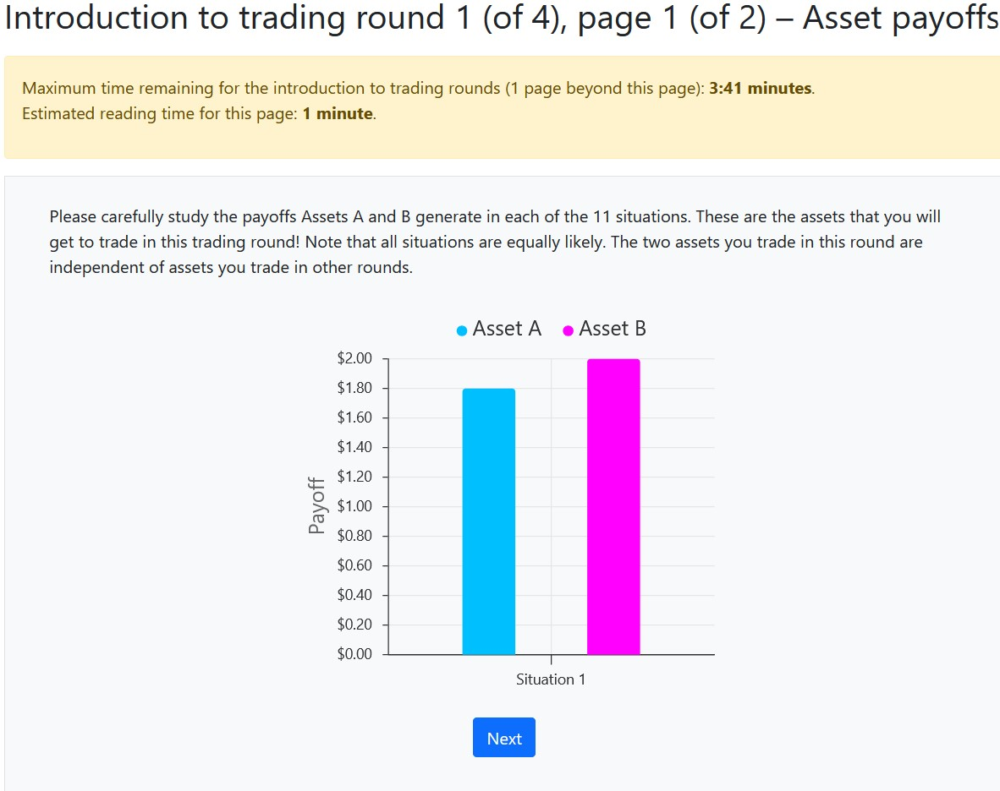 Introduction to trading round 1 (of 4), page 1 (of 2) – Asset payoffs
Maximum time remaining for the introduction to trading rounds (1 page beyond this page): 3:41 minutes.
Estimated reading time for this page: 1 minute.
Please carefully study the payoffs Assets A and B generate in each of the 11 situations. These are the assets that you will
get to trade in this trading round! Note that all situations are equally likely. The two assets you trade in this round are
independent of assets you trade in other rounds.
Asset A Asset B
$2.00
$1.80
$1.60
$1.40
$1.20
$1.00
$0.80
$0.60
$0.40
$0.20
$0.00
Payoff
Situation 1
Next